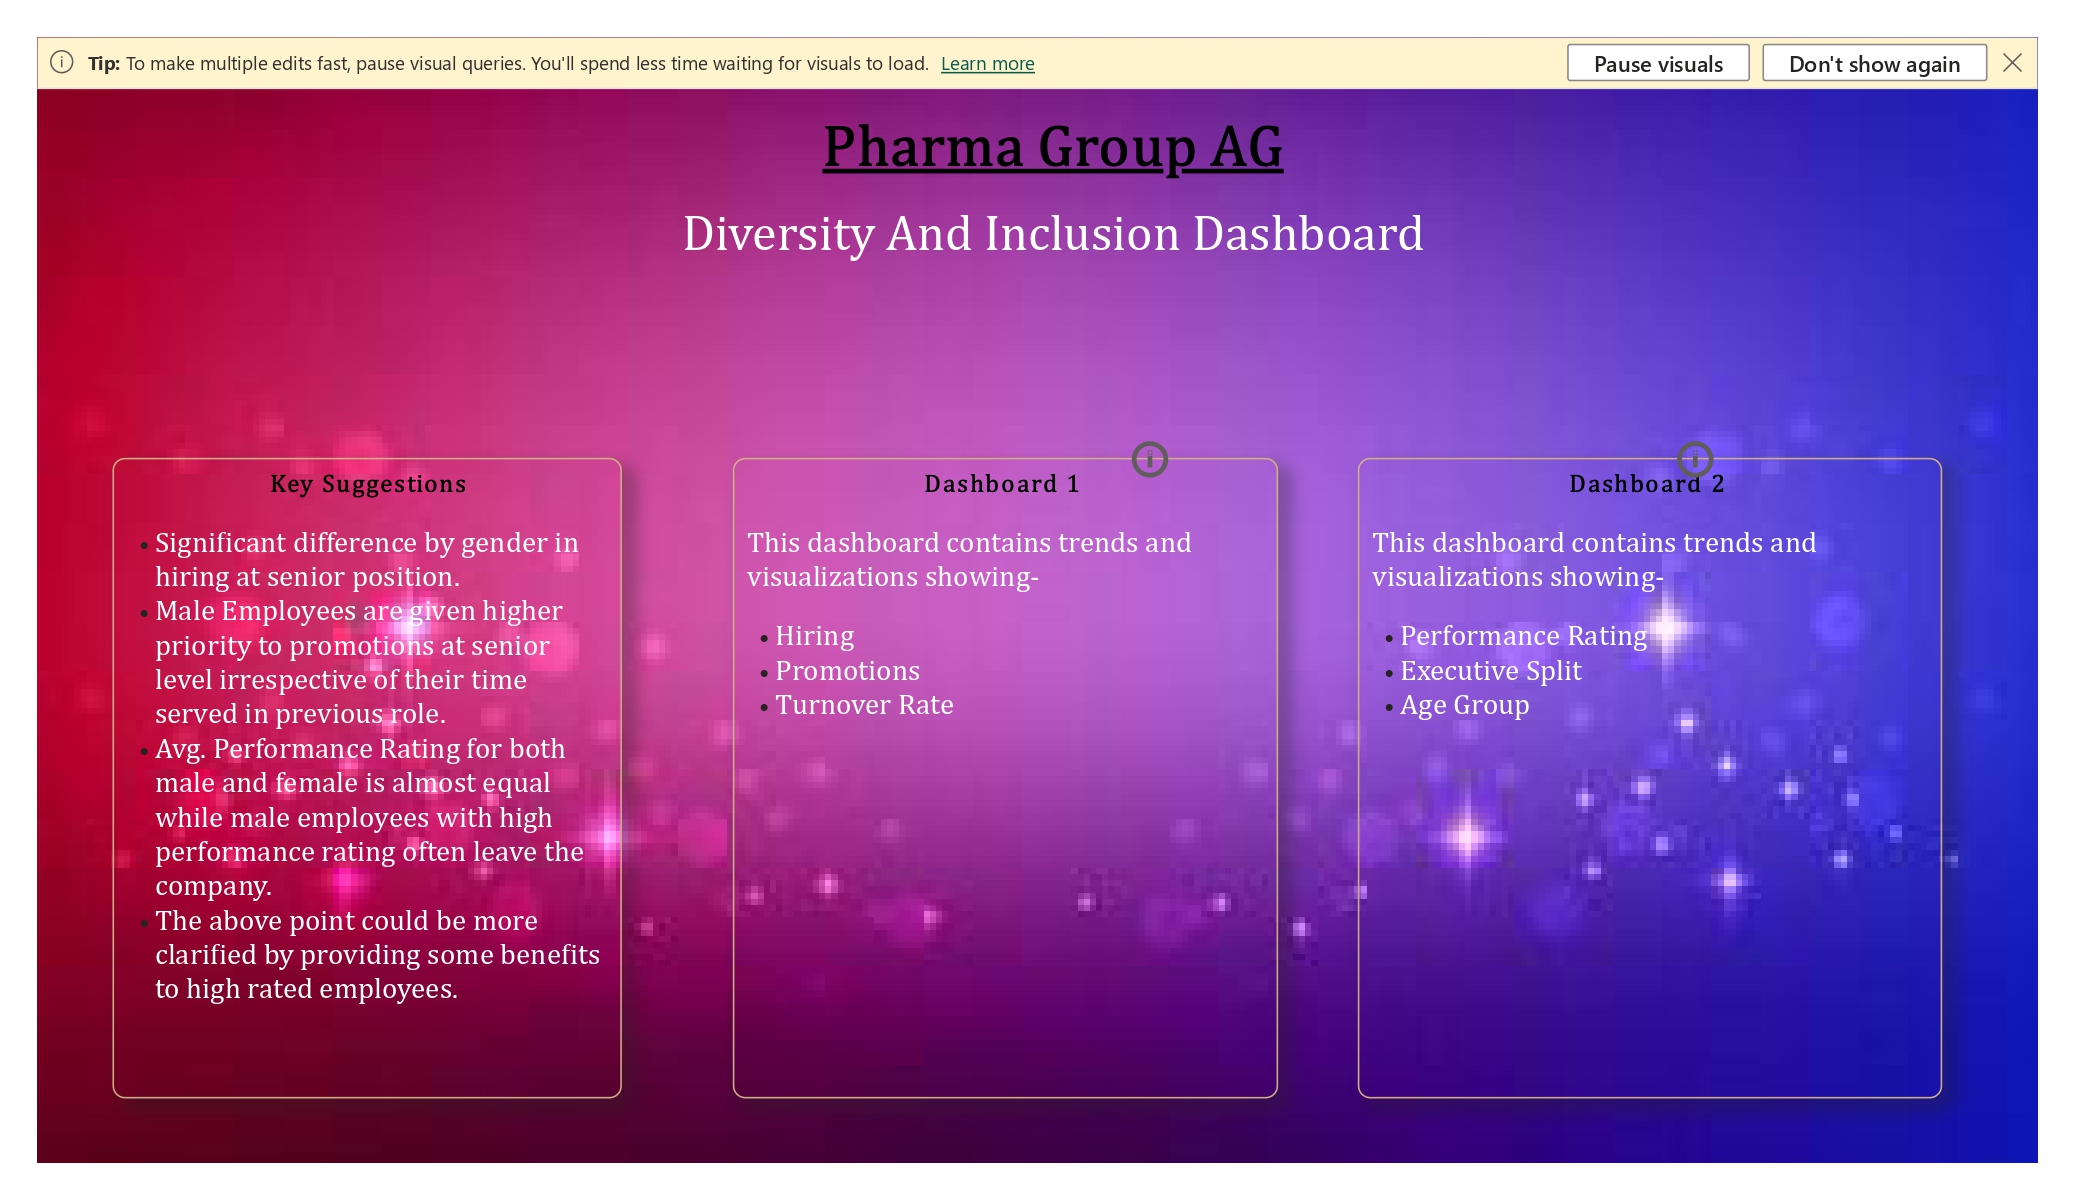 Tip: To make multiple edits fast, pause visual queries. You'll spend less time waiting for visuals to load. Learn more
Pause visuals
Don't show again
Pharma Group AG
Diversity And Inclusion Dashboard
Key Suggestions
• Significant difference by gender in
hiring at senior position.
• Male Employees are given higher
priority to promotions at senior
level irrespective of their time
served in previous role.
• Avg. Performance Rating for both
male and female is almost equal
while male employees with high
performance rating often leave the
company.
• The above point could be more
clarified by providing some benefits
to high rated employees.
Dashboard 1
This dashboard contains trends and
visualizations showing-
• Hiring
• Promotions
• Turnover Rate
Dashboard 2
This dashboard contains trends and
visualizations showing-
• Performance Rating
• Executive Split
• Age Group